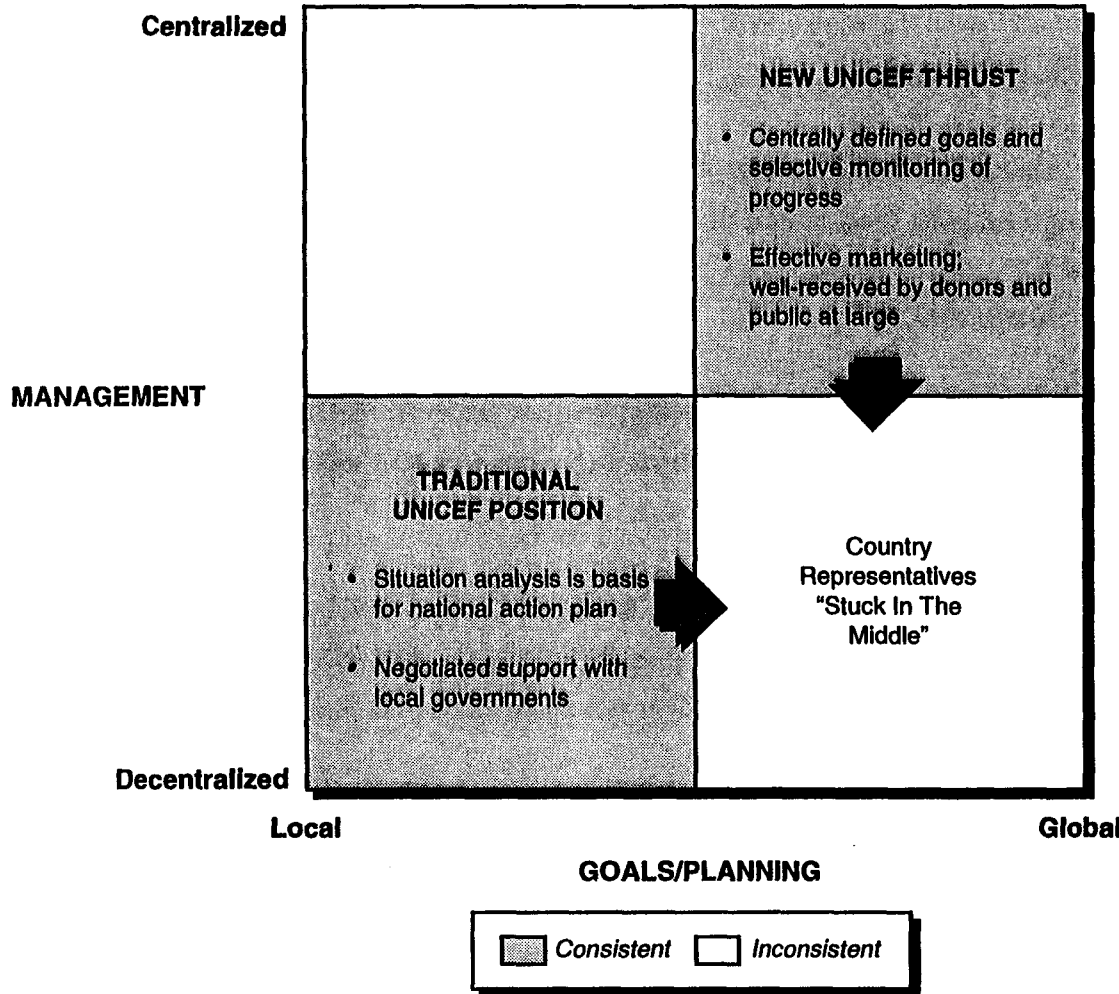 Centralized
NEW UNICEF THRUST
• Centrally defined goals and
selective monitoring of
progress
• Effective marketing;
well-received by donors and
public at large
MANAGEMENT
TRADITIONAL
UNICEF POSITION
• Situation analysis is basis
for national action plan
• Negotiated support with
local governments
Country
Representatives
“Stuck In The
Middle”
Decentralized
Local
Global
GOALS/PLANNING
Consistent
Inconsistent